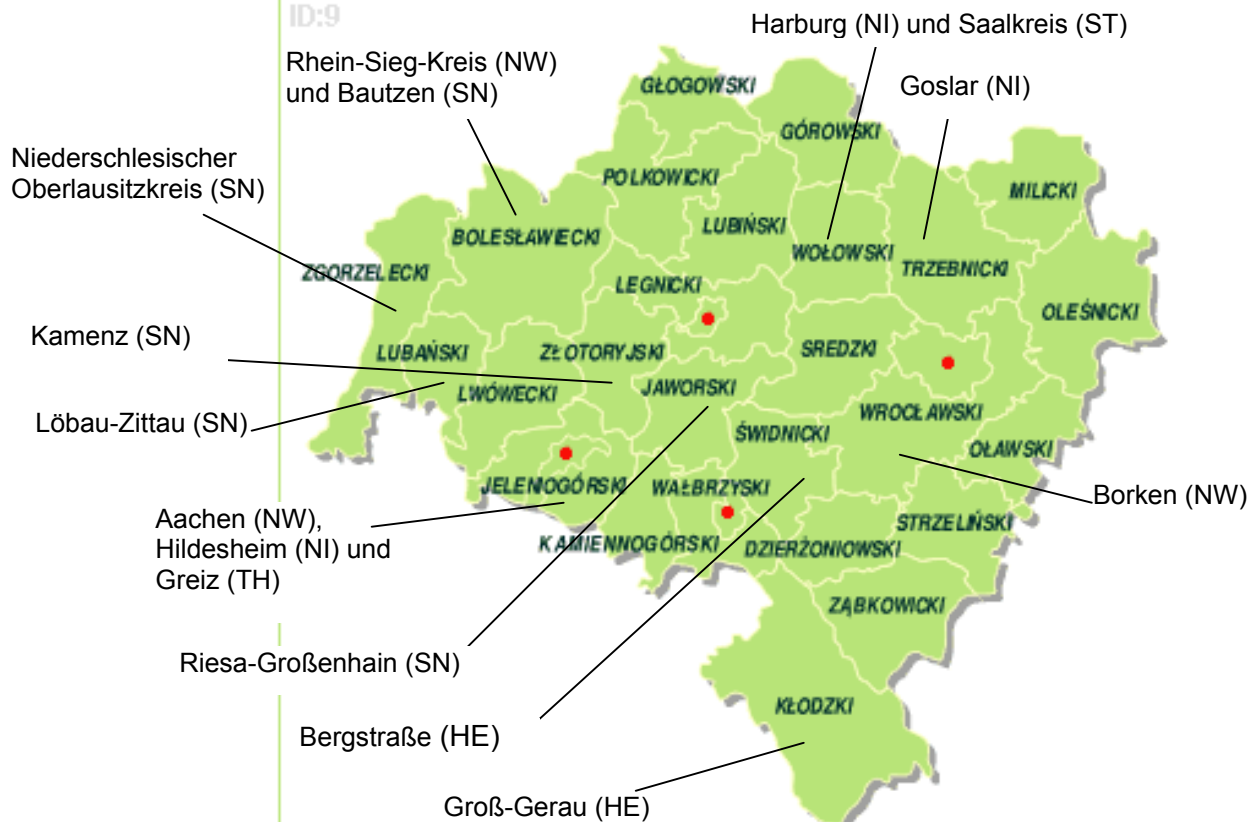 ID:9
Harburg (NI) und Saalkreis (ST)
Rhein-Sieg-Kreis (NW)
und Bautzen (SN)
Goslar (NI)
Niederschlesischer
Oberlausitzkreis (SN)
GŁOGOWSKI
GÓROWSKI
POLKOWICKI
MILICKI
BOLESŁAWIECKI
LUBIŃSKI
WOŁOWSKI
TRZEBNICKI
ZGORZELECKI
LEGNICKI
OLEŚNICKI
Kamenz (SN)
LUBAŃSKI
ZŁOTORYJSKI
SREDZKI
LWÓWECKI
JAWORSKI
WROCŁAWSKI
Löbau-Zittau (SN)
ŚWIDNICKI
OŁAWSKI
JELENIOGÓRSKI
WAŁBRZYSKI
Borken (NW)
Aachen (NW),
Hildesheim (NI) und
Greiz (TH)
STRZELIŃSKI
KAMIENNOGÓRSKI
DZIERŻONIOWSKI
ZĄBKOWICKI
Riesa-Großenhain (SN)
KŁODZKI
Bergstraße (HE)
Groß-Gerau (HE)